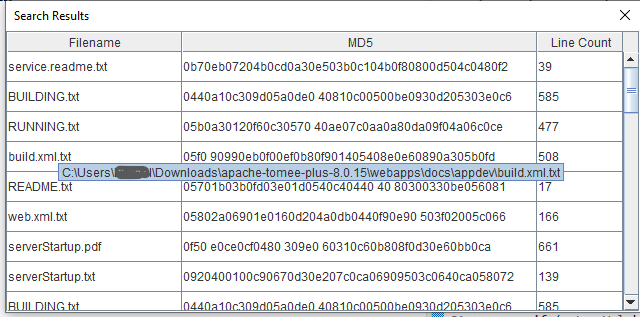 Search Results
Filename MD5 Line Count
service.readme.txt 0b70eb07204b0cd0a30e503b0c104b0f80800d504c0480f2 39
BUILDING.txt 0440a10c309d05a0de0 40810c00500be0930d205303e0c6 585
RUNNING.txt 05b0a30120f60c30570 40ae07c0aa0a80da09f04a06c0ce 477
build.xml.txt 05f0 90990eb0f00ef0b80f901405408e0e60890a305b0fd 508
C:\Users\ \Downloads\apache-tomee-plus-8.0.15\webapps\docs\appdev\build.xml.txt
README.txt 05701b03b0fd03e01d0540c40440 40 80300330be056081 17
web.xml.txt 05802a06901e0160d204a0db0440f90e90 503f02005c066 166
serverStartup.pdf 0f50 e0ce0cf0480 309e0 60310c60b808f0d30e60bb0ca 661
serverStartup.txt 0920400100c90670d30e207c0ca06909503c0640ca058072 139
BUILDING.txt 0440a10c309d05a0de0 40810c00500be0930d205303e0c6 585